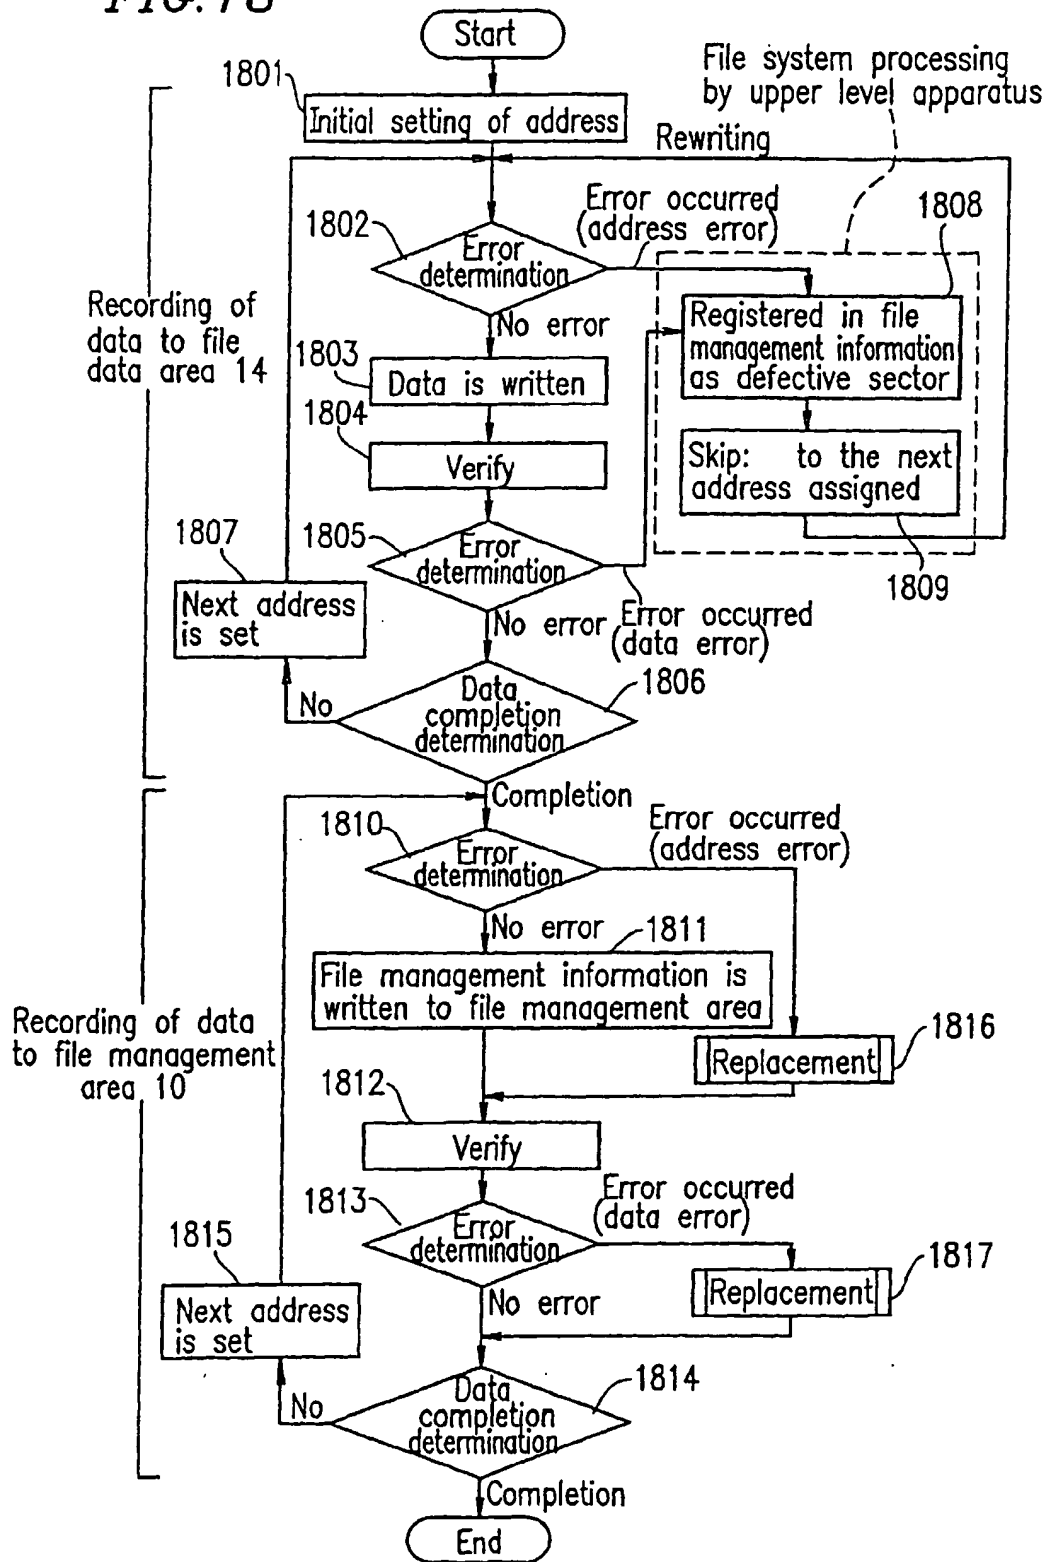 Start
File system processing
by upper level apparatus
1801
Initial setting of address
Rewriting
Error occurred
(address error)
1808
1802
Error
determination
Recording of
data to file
data area 14
No error
Registered in file
management information
as defective sector
1803
Data is written
1804
Verify
Skip: to the next
address assigned
1805
Error
determination
1807
1809
Next address
is set
No error
Error occurred
(data error)
1806
No
Data
completion
determination
Completion
1810
Error occurred
(address error)
Error
determination
No error
1811
File management information is
written to file management area
Recording of data
to file management
area 10
1816
Replacement
1812
Verify
Error occurred
(data error)
1813
Error
determination
1815
1817
Replacement
Next address
is set
No error
1814
No
Data
completion
determination
Completion
End